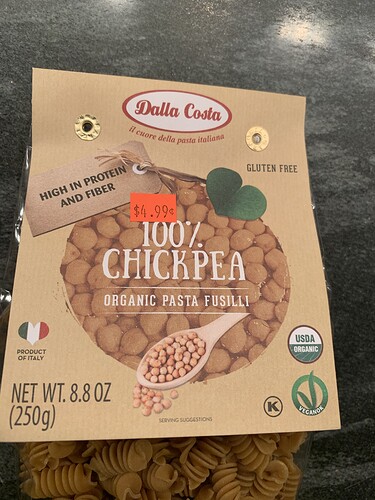 Dalla Costa
il cuore della pasta italiana
GLUTEN FREE
HIGH IN PROTEIN
AND FIBER
$4.99¢
100%
CHICKPEA
ORGANIC PASTA FUSILLI
PRODUCT
OF ITALY
USDA
ORGANIC
NET WT. 8.8 OZ
(250g)
K
VEGANOK
SERVING SUGGESTIONS